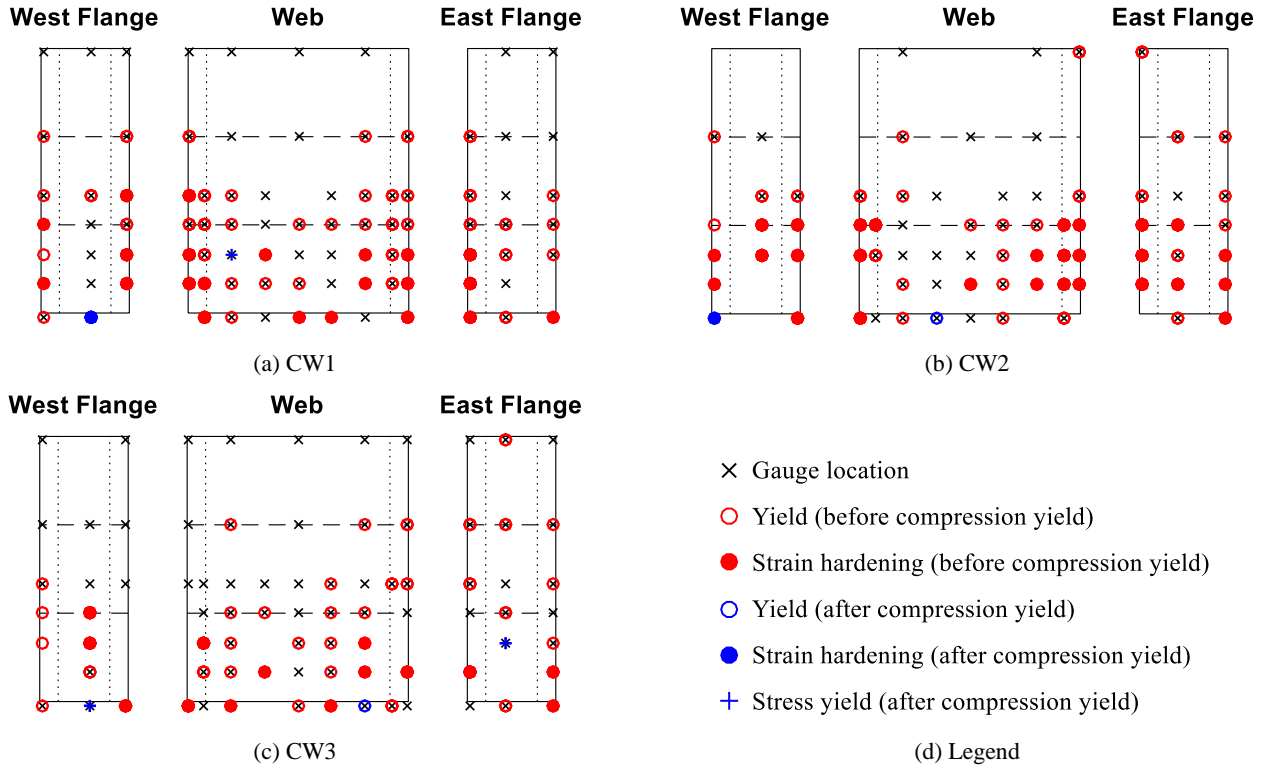 West Flange Web East Flange West Flange Web East Flange
(a) CW1 (b) CW2
West Flange Web East Flange
Gauge location
Yield (before compression yield)
Strain hardening (before compression yield)
Yield (after compression yield)
Strain hardening (after compression yield)
Stress yield (after compression yield)
(c) CW3 (d) Legend